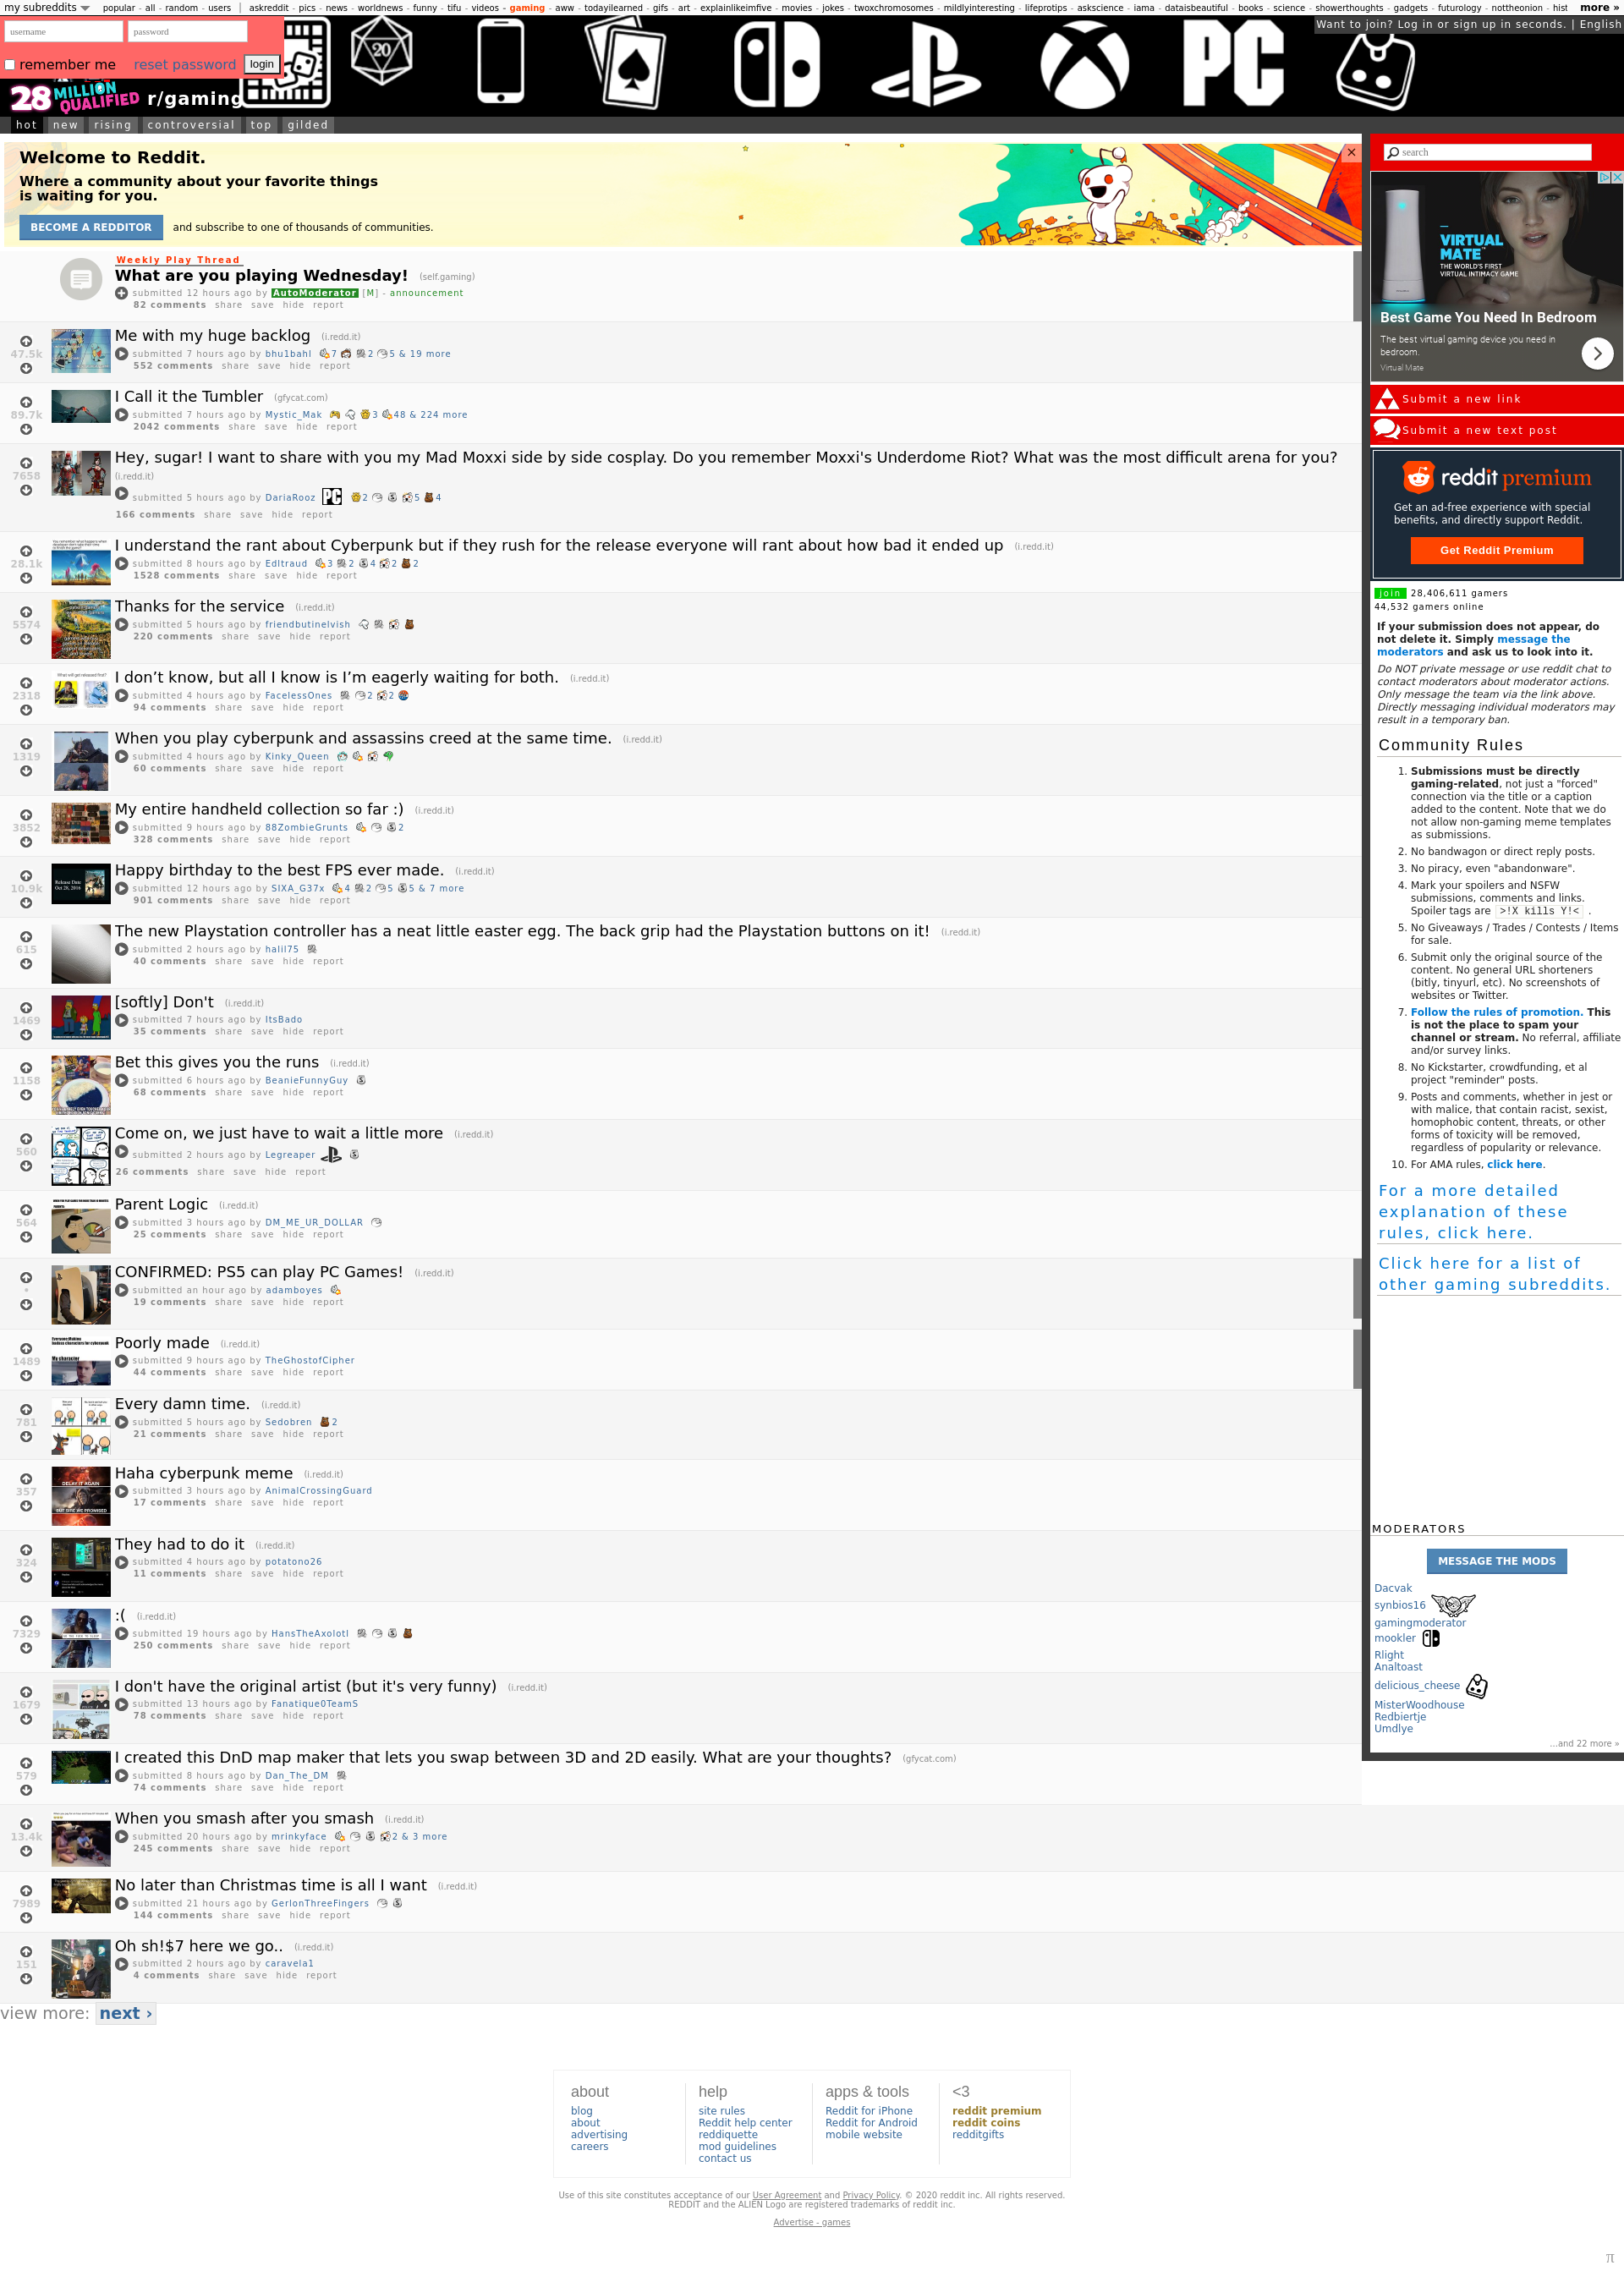 my subreddits popular - all - random - users | askreddit - pics - news - worldnews - funny - tifu - videos - gaming - aww - todayilearned - gifs - art - explainlikeimfive - movies - jokes - twoxchromosomes - mildlyinteresting - lifeprotips - askscience - iama - dataisbeautiful - books - science - showerthoughts - gadgets - futurology - nottheonion - hist more »
username password
Want to join? Log in or sign up in seconds. | English
remember me reset password login
28 MILLION QUALIFIED r/gaming
20
PC
hot new rising controversial top gilded
Welcome to Reddit.
Where a community about your favorite things
is waiting for you.
BECOME A REDDITOR and subscribe to one of thousands of communities.
Weekly Play Thread
What are you playing Wednesday! (self.gaming)
submitted 12 hours ago by AutoModerator [M] - announcement
82 comments share save hide report
47.5k
Me with my huge backlog (i.redd.it)
submitted 7 hours ago by bhu1bahl 7 2 5 & 19 more
552 comments share save hide report
89.7k
I Call it the Tumbler (gfycat.com)
submitted 7 hours ago by Mystic_Mak 3 48 & 224 more
2042 comments share save hide report
7658
Hey, sugar! I want to share with you my Mad Moxxi side by side cosplay. Do you remember Moxxi's Underdome Riot? What was the most difficult arena for you?
(i.redd.it)
submitted 5 hours ago by DariaRooz PC 2 5 4
166 comments share save hide report
28.1k
I understand the rant about Cyberpunk but if they rush for the release everyone will rant about how bad it ended up (i.redd.it)
submitted 8 hours ago by Edltraud 3 2 4 2 2
1528 comments share save hide report
5574
Thanks for the service (i.redd.it)
submitted 5 hours ago by friendbutinelvish
220 comments share save hide report
2318
I don’t know, but all I know is I’m eagerly waiting for both. (i.redd.it)
submitted 4 hours ago by FacelessOnes 2 2
94 comments share save hide report
1319
When you play cyberpunk and assassins creed at the same time. (i.redd.it)
submitted 4 hours ago by Kinky_Queen
60 comments share save hide report
3852
My entire handheld collection so far :) (i.redd.it)
submitted 9 hours ago by 88ZombieGrunts 2
328 comments share save hide report
10.9k
Release Date
Oct 28, 2016
Happy birthday to the best FPS ever made. (i.redd.it)
submitted 12 hours ago by SIXA_G37x 4 2 5 5 & 7 more
901 comments share save hide report
615
The new Playstation controller has a neat little easter egg. The back grip had the Playstation buttons on it! (i.redd.it)
submitted 2 hours ago by halil75
40 comments share save hide report
1469
[softly] Don't (i.redd.it)
submitted 7 hours ago by ItsBado
35 comments share save hide report
1158
Bet this gives you the runs (i.redd.it)
submitted 6 hours ago by BeanieFunnyGuy
68 comments share save hide report
560
Come on, we just have to wait a little more (i.redd.it)
submitted 2 hours ago by Legreaper
26 comments share save hide report
564
Parent Logic (i.redd.it)
submitted 3 hours ago by DM_ME_UR_DOLLAR
25 comments share save hide report
•
CONFIRMED: PS5 can play PC Games! (i.redd.it)
submitted an hour ago by adamboyes
19 comments share save hide report
1489
My character
Poorly made (i.redd.it)
submitted 9 hours ago by TheGhostofCipher
44 comments share save hide report
781
Every damn time. (i.redd.it)
submitted 5 hours ago by Sedobren 2
21 comments share save hide report
357
DELAY IT AGAIN
Haha cyberpunk meme (i.redd.it)
submitted 3 hours ago by AnimalCrossingGuard
17 comments share save hide report
324
They had to do it (i.redd.it)
submitted 4 hours ago by potatono26
11 comments share save hide report
7329
:( (i.redd.it)
submitted 19 hours ago by HansTheAxolotl
250 comments share save hide report
1679
I don't have the original artist (but it's very funny) (i.redd.it)
submitted 13 hours ago by Fanatique0TeamS
78 comments share save hide report
579
I created this DnD map maker that lets you swap between 3D and 2D easily. What are your thoughts? (gfycat.com)
submitted 8 hours ago by Dan_The_DM
74 comments share save hide report
13.4k
When you smash after you smash (i.redd.it)
submitted 20 hours ago by mrinkyface 2 & 3 more
245 comments share save hide report
7989
No later than Christmas time is all I want (i.redd.it)
submitted 21 hours ago by GerlonThreeFingers
144 comments share save hide report
151
Oh sh!$7 here we go.. (i.redd.it)
submitted 2 hours ago by caravela1
4 comments share save hide report
view more: next ›
search
VIRTUAL
MATE™
THE WORLD'S FIRST
VIRTUAL INTIMACY GAME
Best Game You Need In Bedroom
The best virtual gaming device you need in
bedroom.
Virtual Mate
Submit a new link
Submit a new text post
reddit premium
Get an ad-free experience with special
benefits, and directly support Reddit.
Get Reddit Premium
join 28,406,611 gamers
44,532 gamers online
If your submission does not appear, do
not delete it. Simply message the
moderators and ask us to look into it.
Do NOT private message or use reddit chat to
contact moderators about moderator actions.
Only message the team via the link above.
Directly messaging individual moderators may
result in a temporary ban.
Community Rules
1. Submissions must be directly
gaming-related, not just a "forced"
connection via the title or a caption
added to the content. Note that we do
not allow non-gaming meme templates
as submissions.
2. No bandwagon or direct reply posts.
3. No piracy, even "abandonware".
4. Mark your spoilers and NSFW
submissions, comments and links.
Spoiler tags are >!X kills Y!< .
5. No Giveaways / Trades / Contests / Items
for sale.
6. Submit only the original source of the
content. No general URL shorteners
(bitly, tinyurl, etc). No screenshots of
websites or Twitter.
7. Follow the rules of promotion. This
is not the place to spam your
channel or stream. No referral, affiliate
and/or survey links.
8. No Kickstarter, crowdfunding, et al
project "reminder" posts.
9. Posts and comments, whether in jest or
with malice, that contain racist, sexist,
homophobic content, threats, or other
forms of toxicity will be removed,
regardless of popularity or relevance.
10. For AMA rules, click here.
For a more detailed
explanation of these
rules, click here.
Click here for a list of
other gaming subreddits.
MODERATORS
MESSAGE THE MODS
Dacvak
synbios16
gamingmoderator
mookler
Rlight
Analtoast
delicious_cheese
MisterWoodhouse
Redbiertje
Umdlye
...and 22 more »
about
blog
about
advertising
careers
help
site rules
Reddit help center
reddiquette
mod guidelines
contact us
apps & tools
Reddit for iPhone
Reddit for Android
mobile website
<3
reddit premium
reddit coins
redditgifts
Use of this site constitutes acceptance of our User Agreement and Privacy Policy. © 2020 reddit inc. All rights reserved.
REDDIT and the ALIEN Logo are registered trademarks of reddit inc.
Advertise - games
π